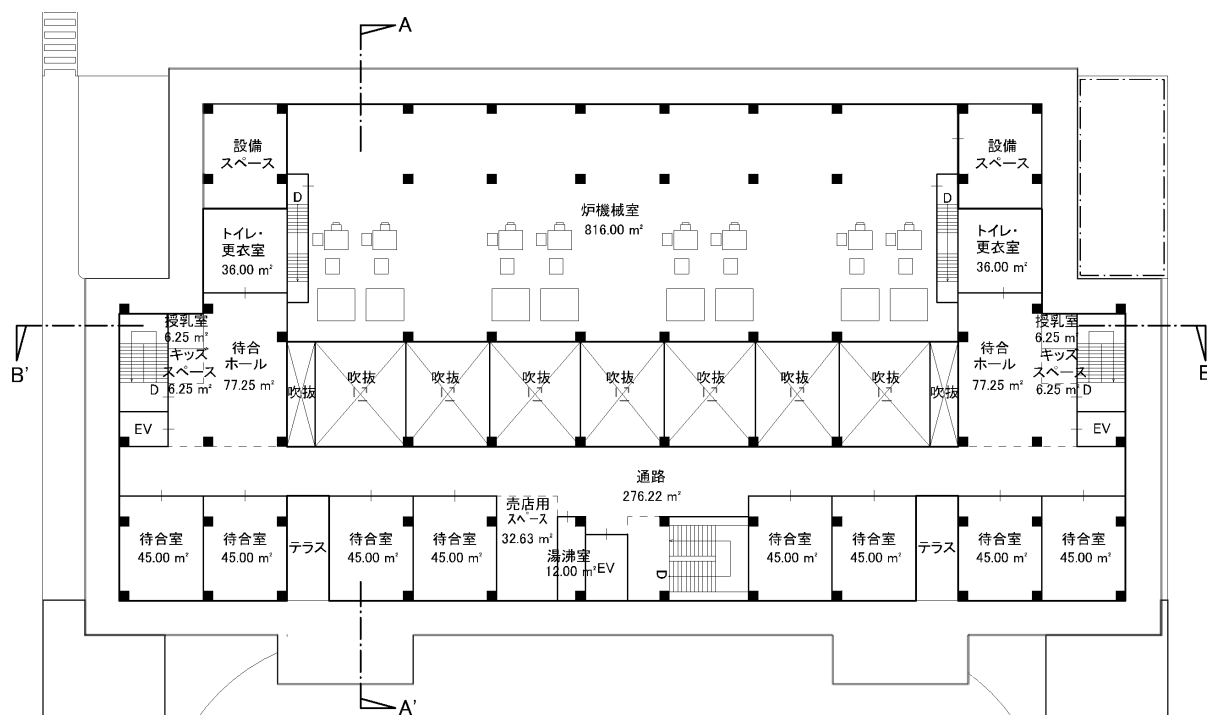 A
設備
スペース
設備
スペース
D
D
炉機械室
816.00 ㎡
トイレ・
更衣室
36.00 ㎡
トイレ・
更衣室
36.00 ㎡
授乳室
6.25 ㎡
キッズ
スペース
6.25 ㎡
D
EV
待合
ホール
77.25 ㎡
吹抜
吹抜
吹抜
吹抜
吹抜
吹抜
吹抜
吹抜
吹抜
待合
ホール
77.25 ㎡
授乳室
6.25 ㎡
キッズ
スペース
6.25 ㎡
D
EV
B'
B
通路
276.22 ㎡
待合室
45.00 ㎡
待合室
45.00 ㎡
テラス
待合室
45.00 ㎡
待合室
45.00 ㎡
売店用
スペース
32.63 ㎡
湯沸室
12.00 ㎡
EV
D
待合室
45.00 ㎡
待合室
45.00 ㎡
テラス
待合室
45.00 ㎡
待合室
45.00 ㎡
A'